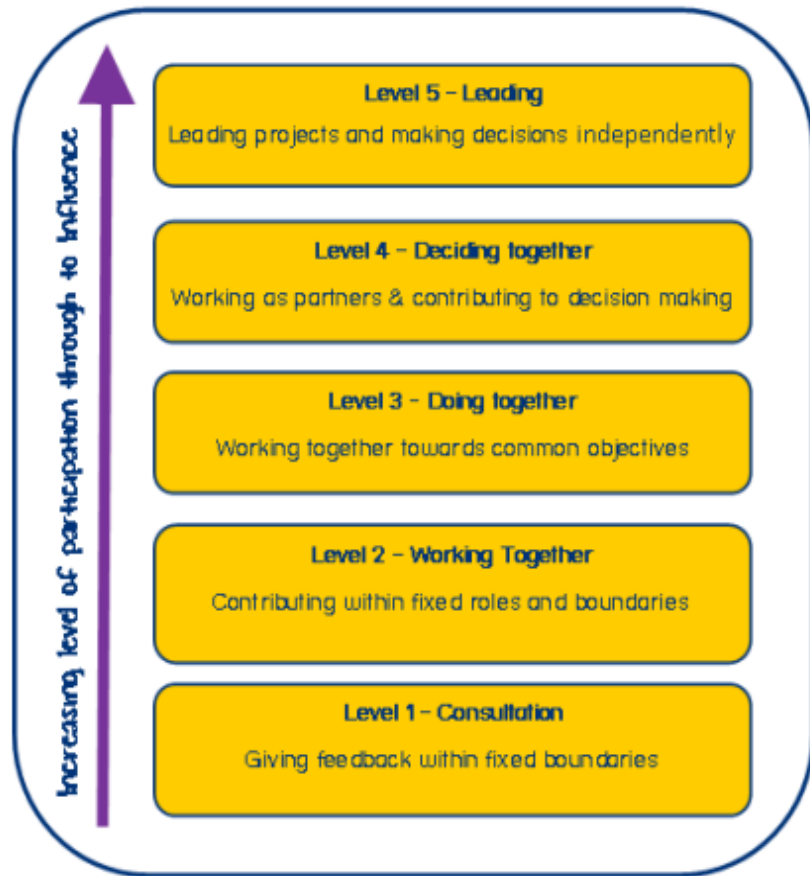 Increasing level of participation through to Influence
Level 5 - Leading
Leading projects and making decisions independently
Level 4 - Deciding together
Working as partners & contributing to decision making
Level 3 - Doing together
Working together towards common objectives
Level 2 - Working Together
Contributing within fixed roles and boundaries
Level 1 - Consultation
Giving feedback within fixed boundaries